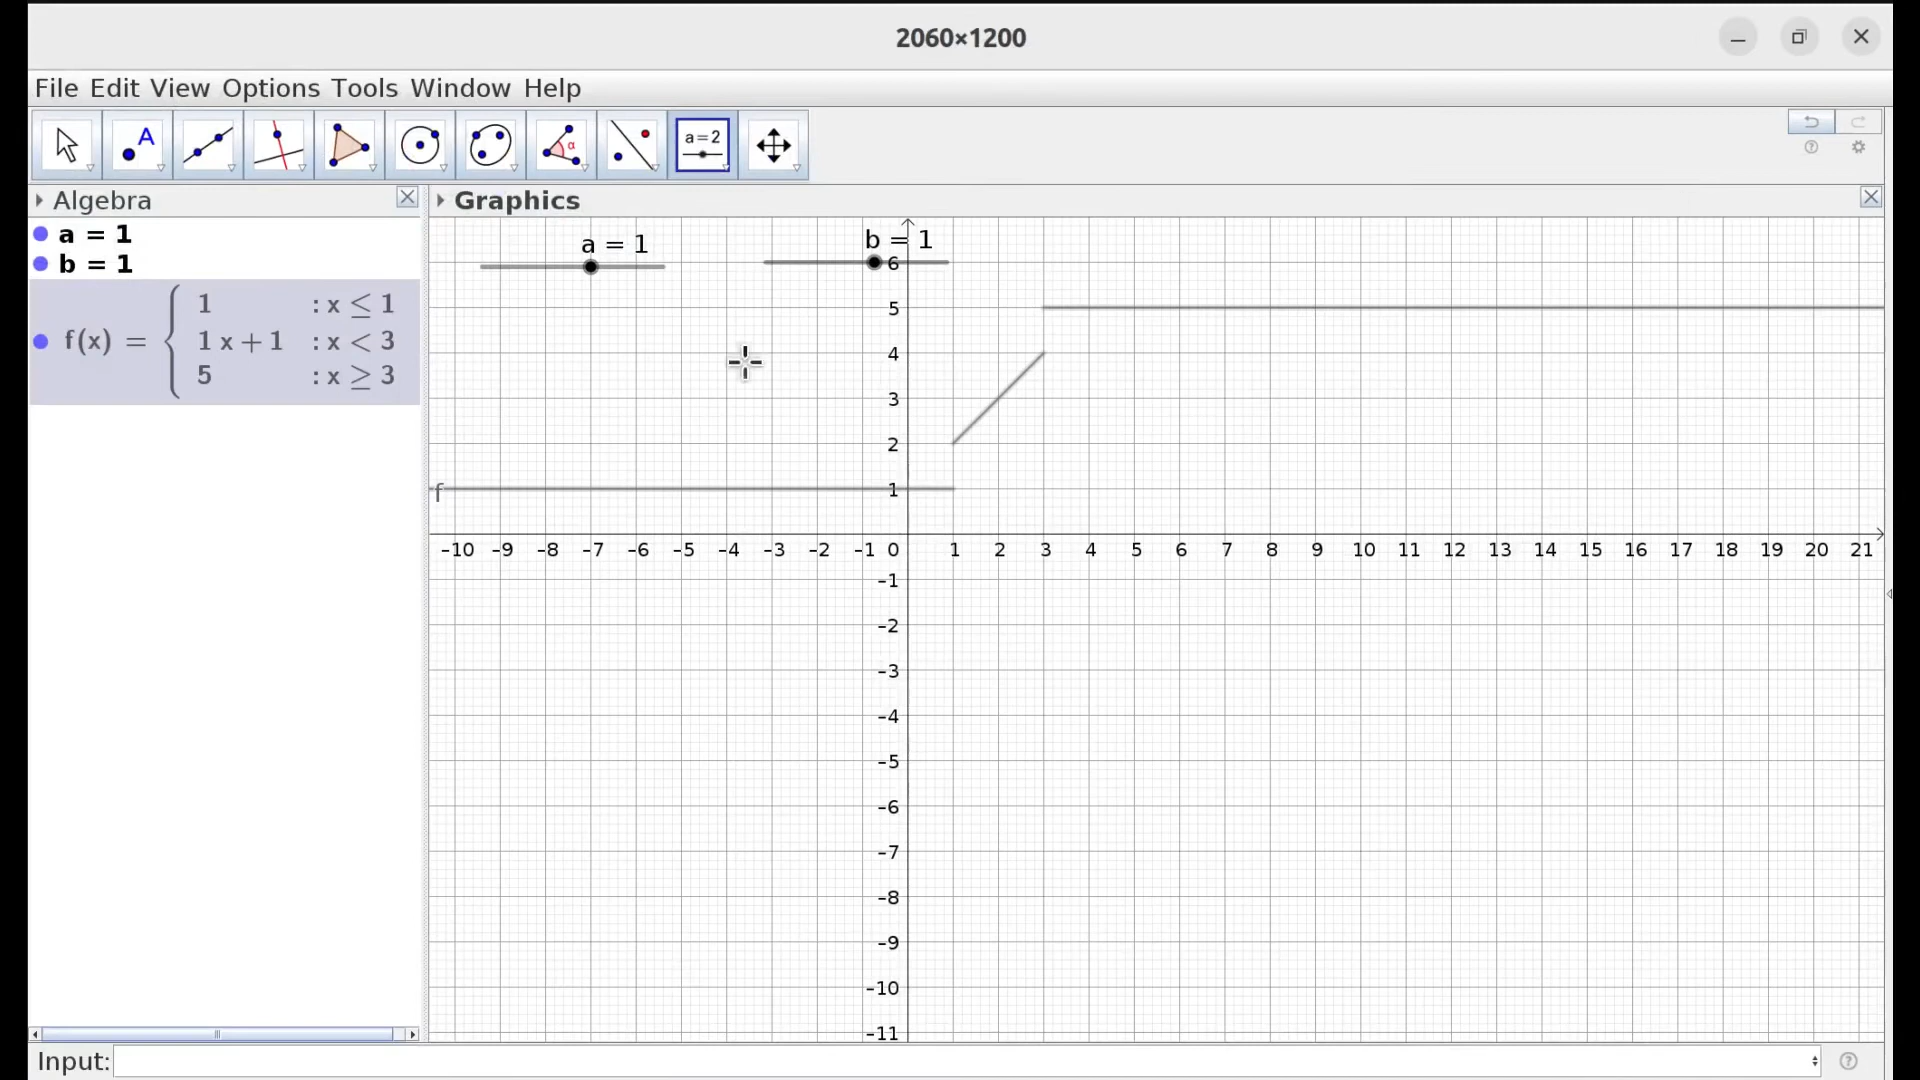 2060×1200
File Edit View Options Tools Window Help
A
α
a=2
Algebra
Graphics
a = 1
b = 1
f(x) = { 1 : x ≤ 1
1 x + 1 : x < 3
5 : x ≥ 3
a = 1
b = 1
6
5
4
3
2
1
f
-10 -9 -8 -7 -6 -5 -4 -3 -2 -1 0 1 2 3 4 5 6 7 8 9 10 11 12 13 14 15 16 17 18 19 20 21
-1
-2
-3
-4
-5
-6
-7
-8
-9
-10
-11
Input: